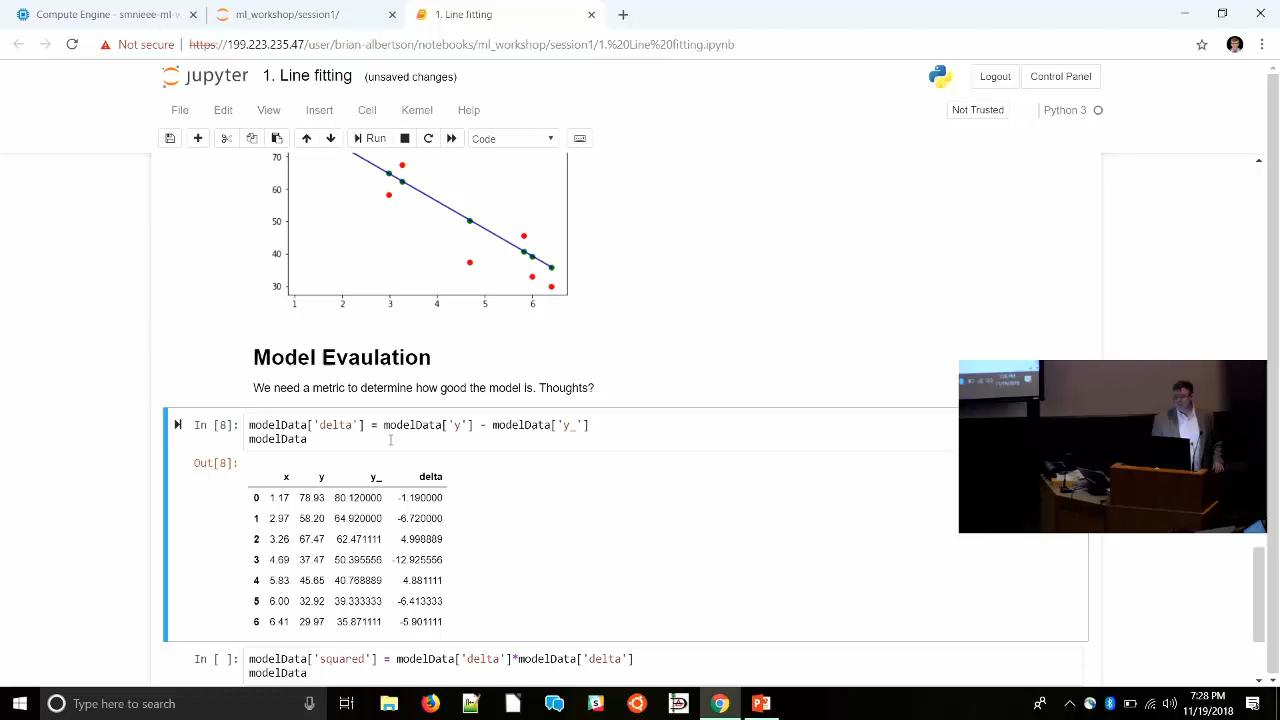 Compute Engine - smnieee-ml-w
ml_workshop/session1/
1. Line fitting
Not secure https://199.223.235.47/user/brian-albertson/notebooks/ml_workshop/session1/1.%20Line%20fitting.ipynb
jupyter 1. Line fitting (unsaved changes)
Logout Control Panel
File Edit View Insert Cell Kernel Help
Not Trusted Python 3
Run Code
70
60
50
40
30
1 2 3 4 5 6
Model Evaulation
We need a metric to determine how good the model is. Thoughts?
In [8]: modelData['delta'] = modelData['y'] - modelData['y_']
modelData
Out[8]:
x y y_ delta
0 1.17 78.93 80.120000 -1.190000
1 2.97 58.20 64.920000 -6.720000
2 3.26 67.47 62.471111 4.998889
3 4.69 37.47 50.395556 -12.925556
4 5.83 45.65 40.768889 4.881111
5 6.00 32.92 39.333333 -6.413333
6 6.41 29.97 35.871111 -5.901111
In [ ]: modelData['squared'] = modelData['delta']*modelData['delta']
modelData
Type here to search
7:28 PM
11/19/2018